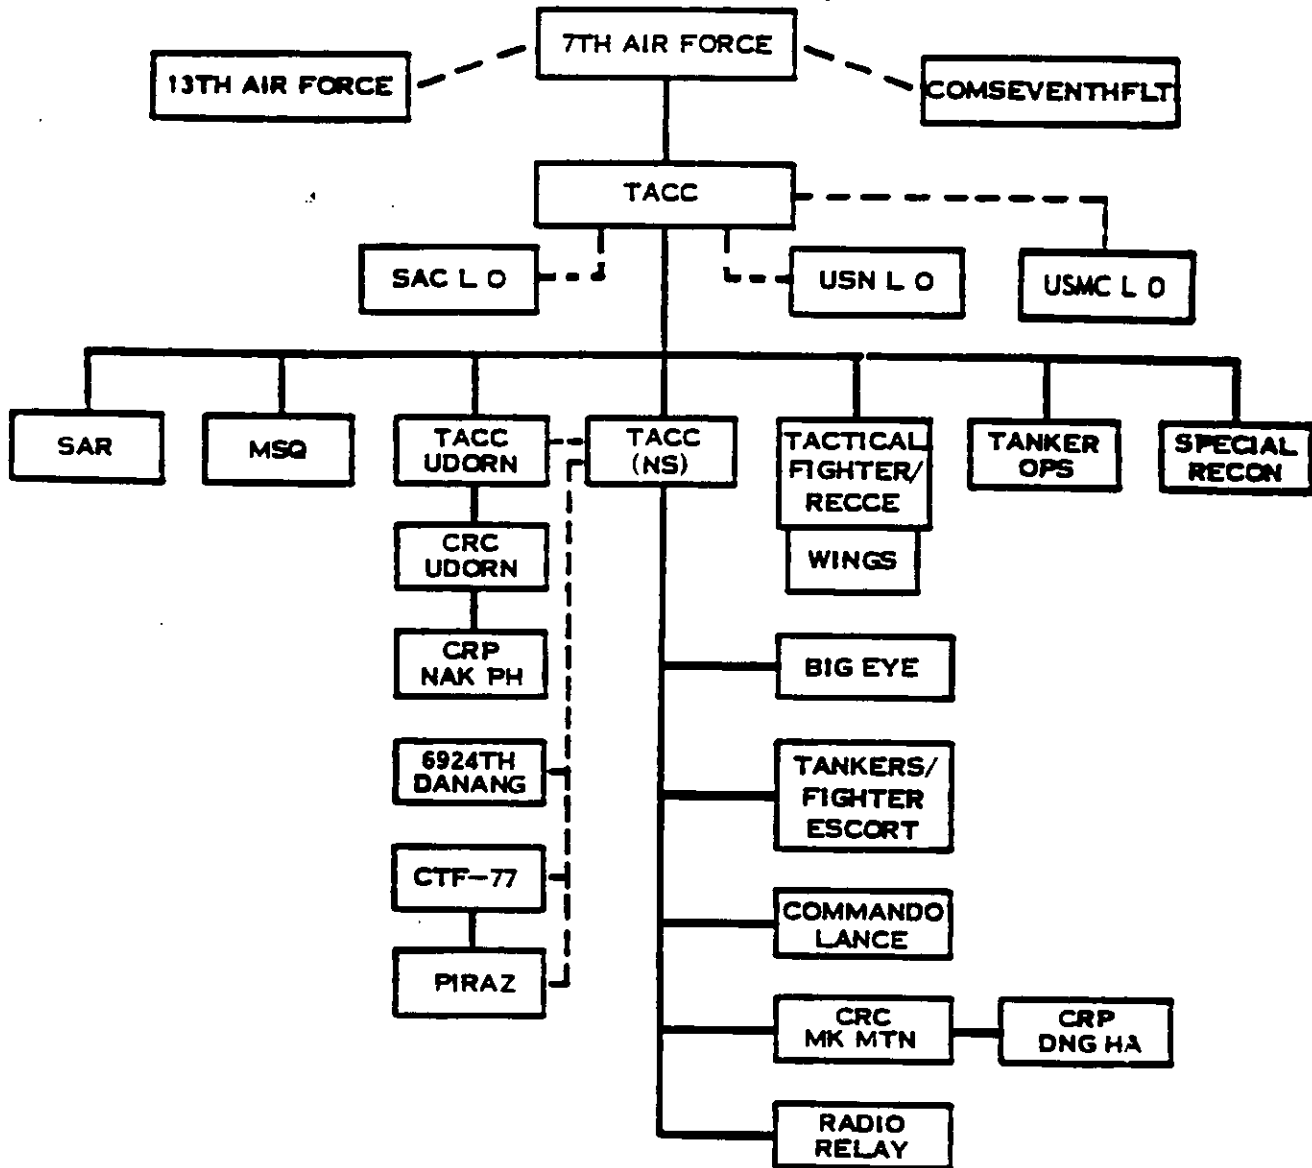 7TH AIR FORCE
13TH AIR FORCE
COMSEVENTHFLT
TACC
SAC L O
USN L O
USMC L O
SAR
MSQ
TACC
UDORN
TACC
(NS)
TACTICAL
FIGHTER/
RECCE
WINGS
TANKER
OPS
SPECIAL
RECON
CRC
UDORN
CRP
NAK PH
BIG EYE
6924TH
DANANG
TANKERS/
FIGHTER
ESCORT
CTF-77
COMMANDO
LANCE
PIRAZ
CRC
MK MTN
CRP
DNG HA
RADIO
RELAY